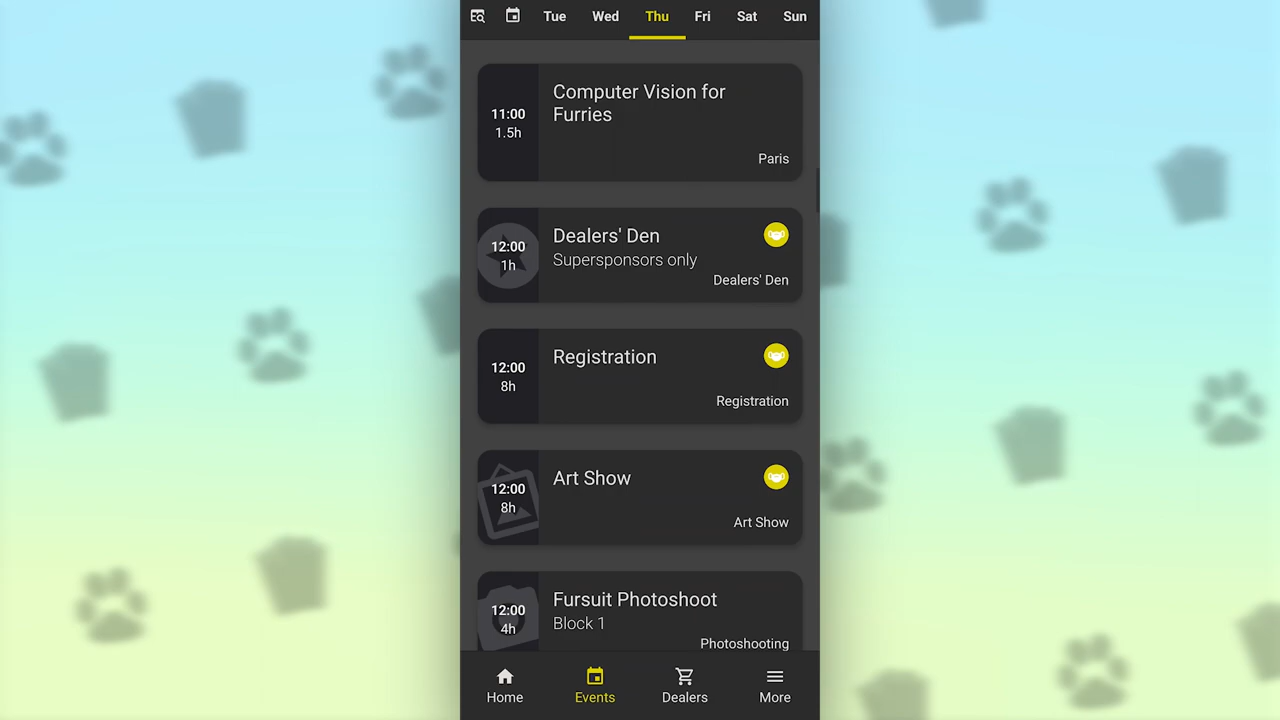 Tue Wed Thu Fri Sat Sun
11:00
1.5h
Computer Vision for
Furries
Paris
12:00
1h
Dealers' Den
Supersponsors only
Dealers' Den
12:00
8h
Registration
Registration
12:00
8h
Art Show
Art Show
12:00
4h
Fursuit Photoshoot
Block 1
Photoshooting
Home Events Dealers More